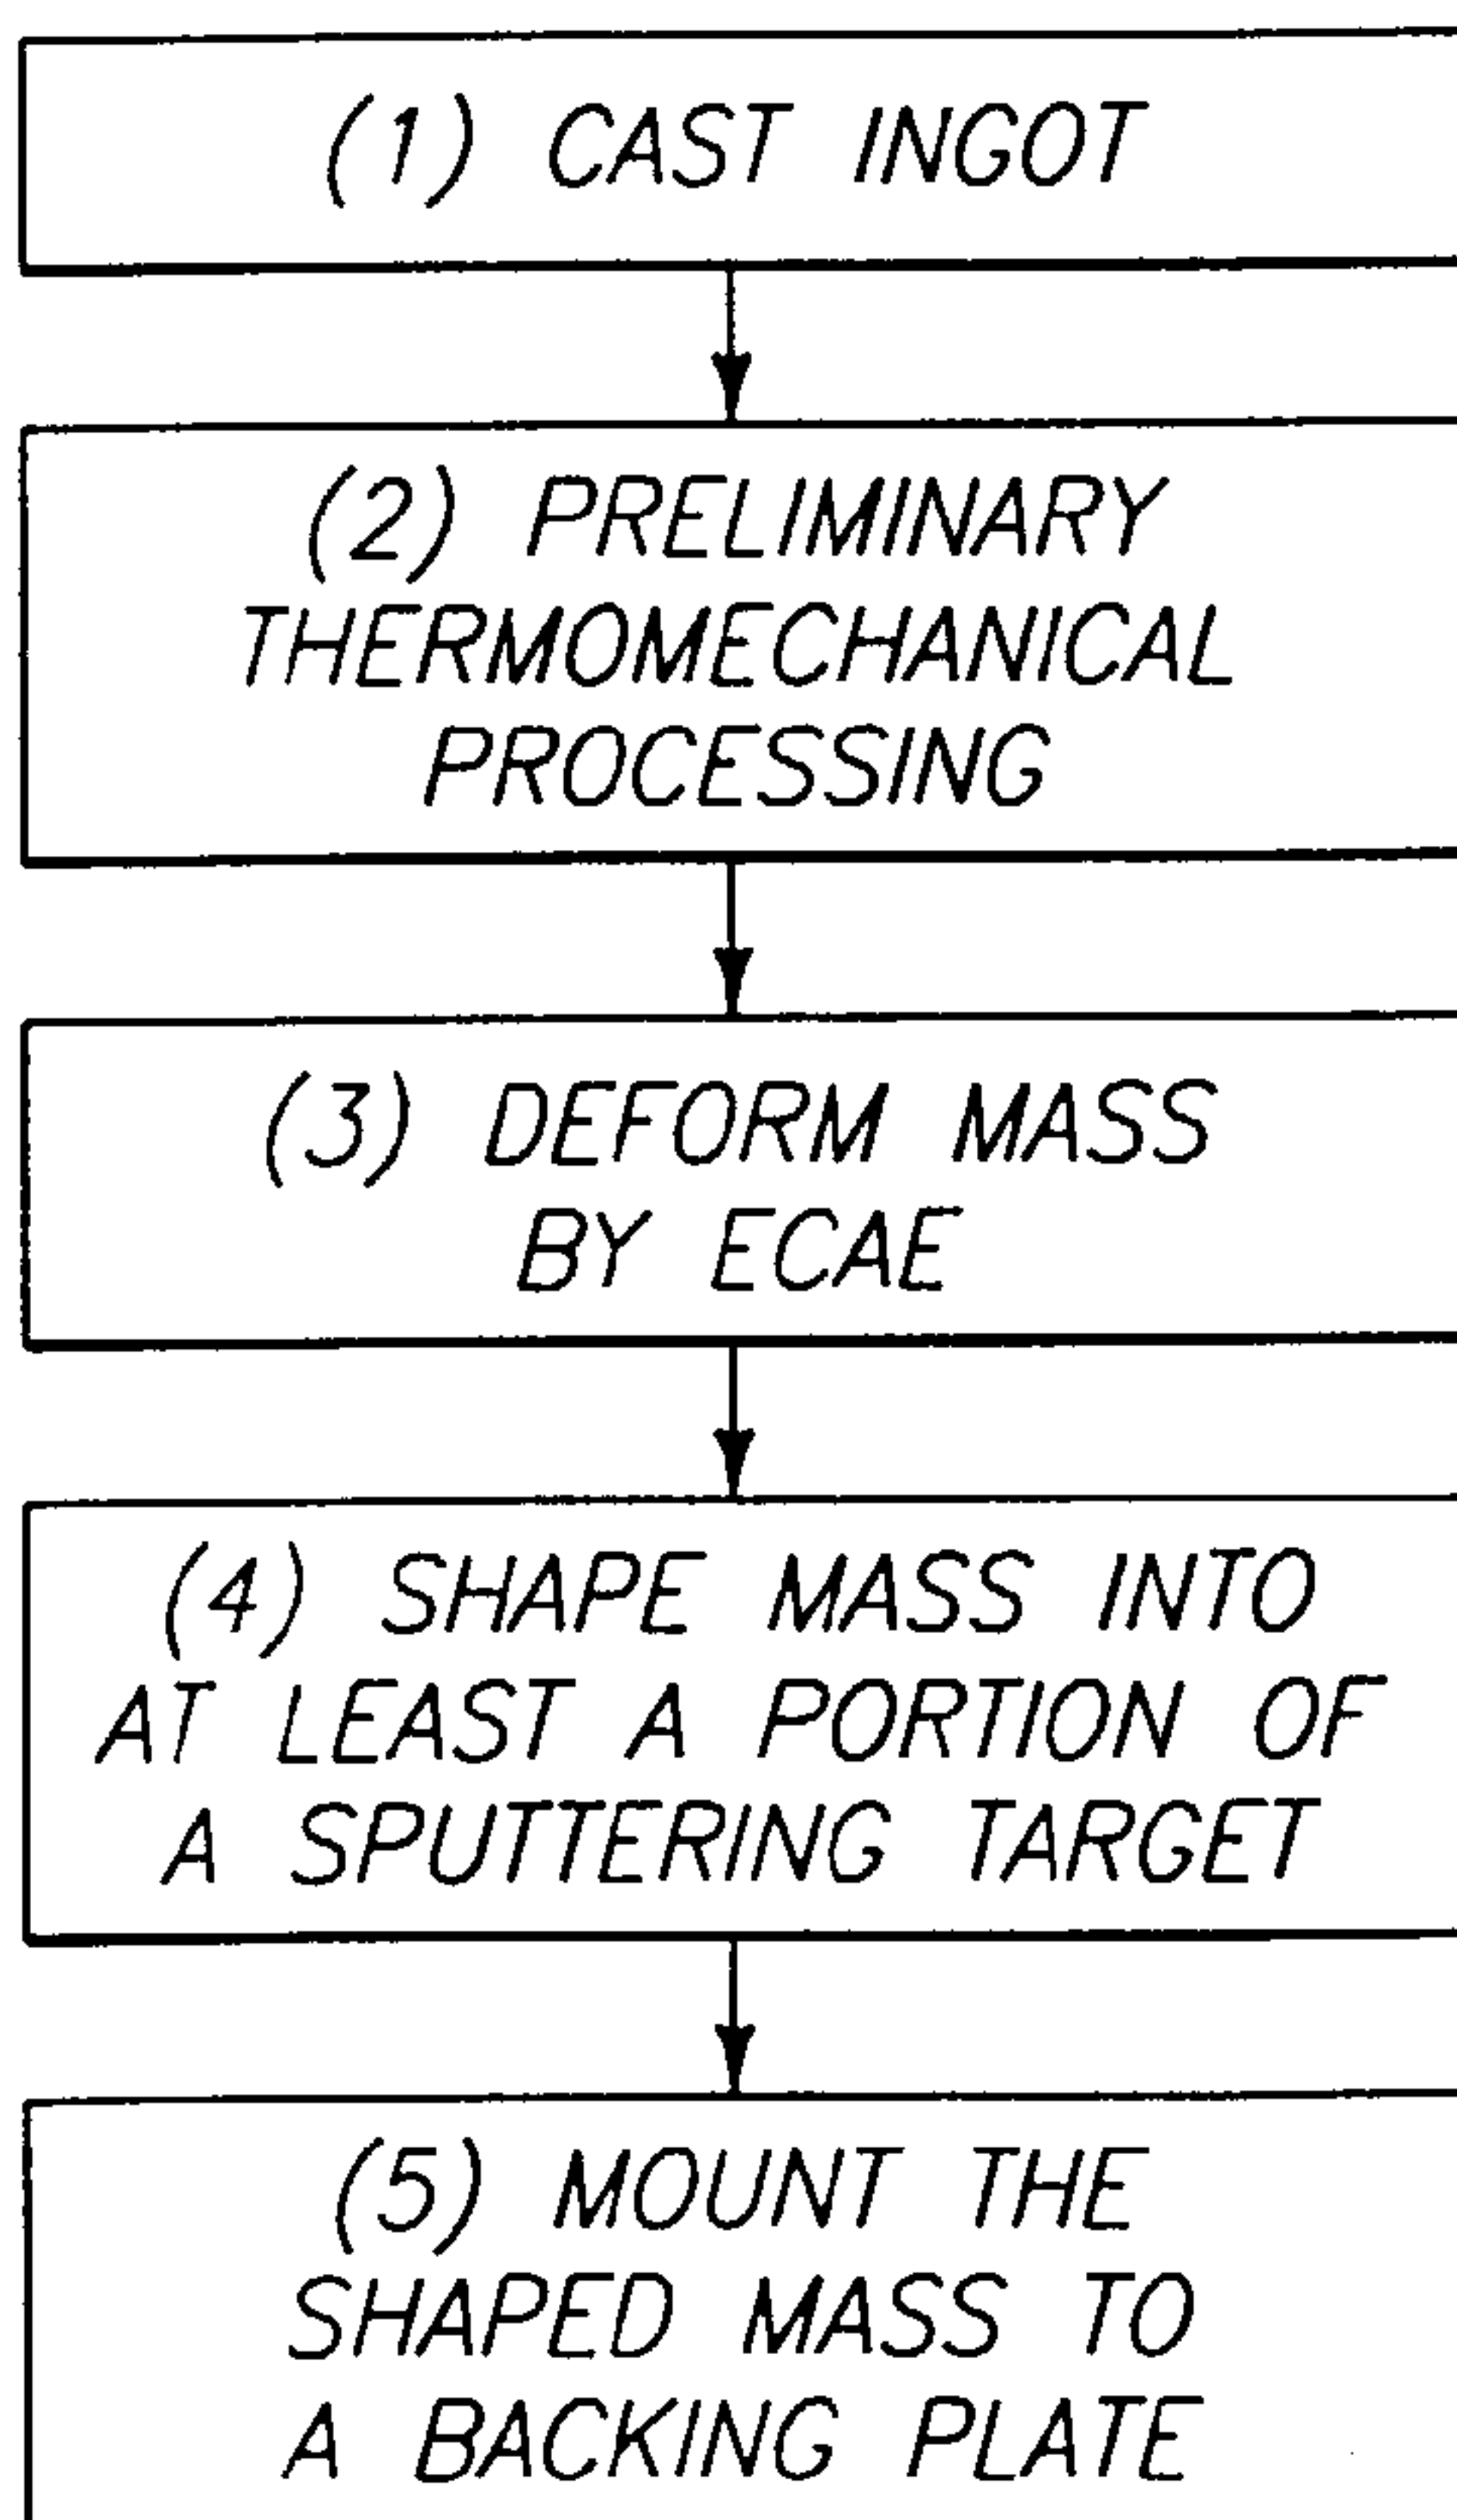 (1) CAST INGOT
(2) PRELIMINARY
THERMOMECHANICAL
PROCESSING
(3) DEFORM MASS
BY ECAE
(4) SHAPE MASS INTO
AT LEAST A PORTION OF
A SPUTTERING TARGET
(5) MOUNT THE
SHAPED MASS TO
A BACKING PLATE